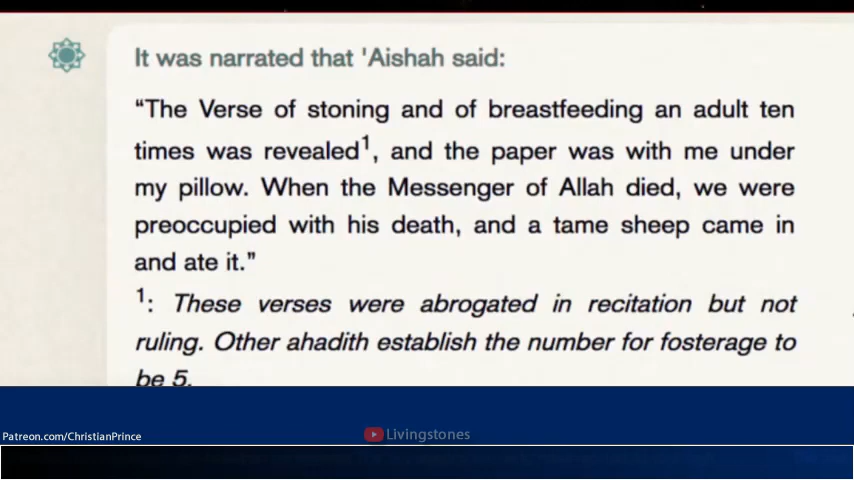 It was narrated that 'Aishah said:
“The Verse of stoning and of breastfeeding an adult ten
times was revealed¹, and the paper was with me under
my pillow. When the Messenger of Allah died, we were
preoccupied with his death, and a tame sheep came in
and ate it.”
¹: These verses were abrogated in recitation but not
ruling. Other ahadith establish the number for fosterage to
be 5.
Patreon.com/ChristianPrince
Livingstones